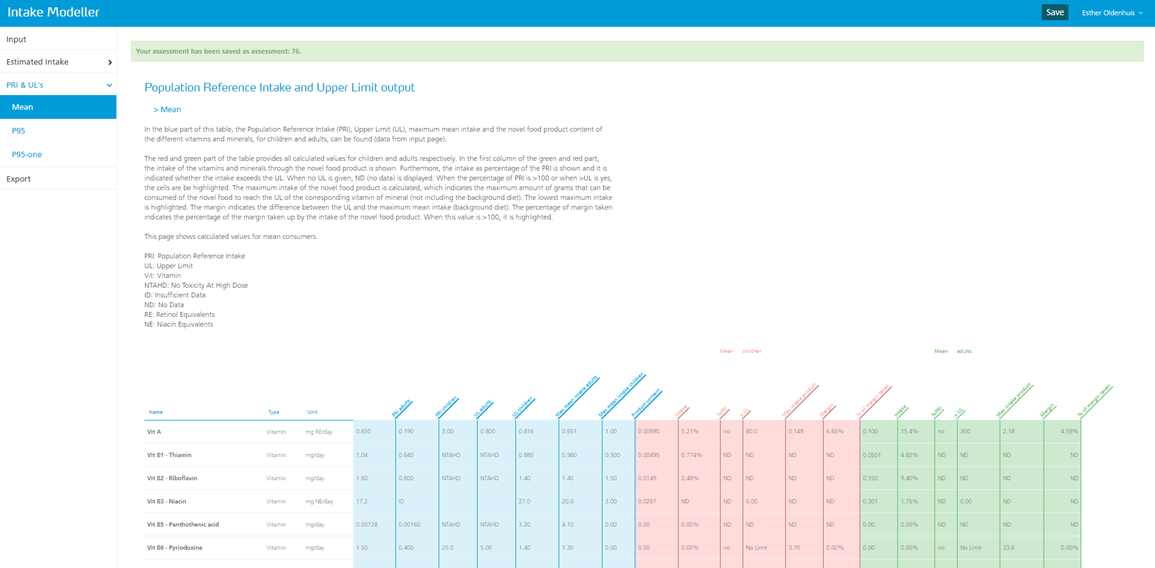 Intake Modeller
Save
Esther Oldenhuis
Input
Estimated Intake
PRI & UL's
Mean
P95
P95-one
Export
Your assessment has been saved as assessment: 76.
Population Reference Intake and Upper Limit output
> Mean
In the blue part of this table, the Population Reference Intake (PRI), Upper Limit (UL), maximum mean intake and the novel food product content of
the different vitamins and minerals, for children and adults, can be found (data from input page).
The red and green part of the table provides all calculated values for children and adults respectively. In the first column of the green and red part,
the intake of the vitamins and minerals through the novel food product is shown. Furthermore, the intake as percentage of the PRI is shown and it is
indicated whether the intake exceeds the UL. When no UL is given, ND (no data) is displayed. When the percentage of PRI is >100 or when >UL is yes,
the cells are be highlighted. The maximum intake of the novel food product is calculated, which indicates the maximum amount of grams that can be
consumed of the novel food to reach the UL of the corresponding vitamin of mineral (not including the background diet). The lowest maximum intake
is highlighted. The margin indicates the difference between the UL and the maximum mean intake (background diet). The percentage of margin taken
indicates the percentage of the margin taken up by the intake of the novel food product. When this value is >100, it is highlighted.
This page shows calculated values for mean consumers.
PRI: Population Reference Intake
UL: Upper Limit
Vit: Vitamin
NTAHD: No Toxicity At High Dose
ID: Insufficient Data
ND: No Data
RE: Retinol Equivalents
NE: Niacin Equivalents
Mean children Mean adults
Name Type Unit PRI adults PRI children UL adults UL children Max mean intake adults Max mean intake children Product content Intake %PRI > UL Max intake product Margin % of margin taken Intake %PRI > UL Max intake product Margin % of margin taken
Vit A Vitamin mg RE/day 0.650 0.190 3.00 0.800 0.816 0.651 1.00 0.00990 5.21% no 80.0 0.149 6.65% 0.100 15.4% no 300 2.18 4.59%
Vit B1 - Thiamin Vitamin mg/day 1.04 0.640 NTAHD NTAHD 0.880 0.980 0.500 0.00495 0.774% ND ND ND ND 0.0501 4.82% ND ND ND ND
Vit B2 - Riboflavin Vitamin mg/day 1.60 0.600 NTAHD NTAHD 1.40 1.40 1.50 0.0149 2.48% ND ND ND ND 0.150 9.40% ND ND ND ND
Vit B3 - Niacin Vitamin mg NE/day 17.2 ID 27.0 20.0 3.00 0.0297 ND ND 0.00 ND ND 0.301 1.75% ND 0.00 ND ND
Vit B5 - Panthothenic acid Vitamin mg/day 0.00728 0.00160 NTAHD NTAHD 3.20 4.10 0.00 0.00 0.00% ND ND ND ND 0.00 0.00% ND ND ND ND
Vit B6 - Pyriodoxine Vitamin mg/day 1.50 0.400 25.0 5.00 1.40 1.30 0.00 0.00 0.00% no No Limit 3.70 0.00% 0.00 0.00% no No Limit 23.6 0.00%